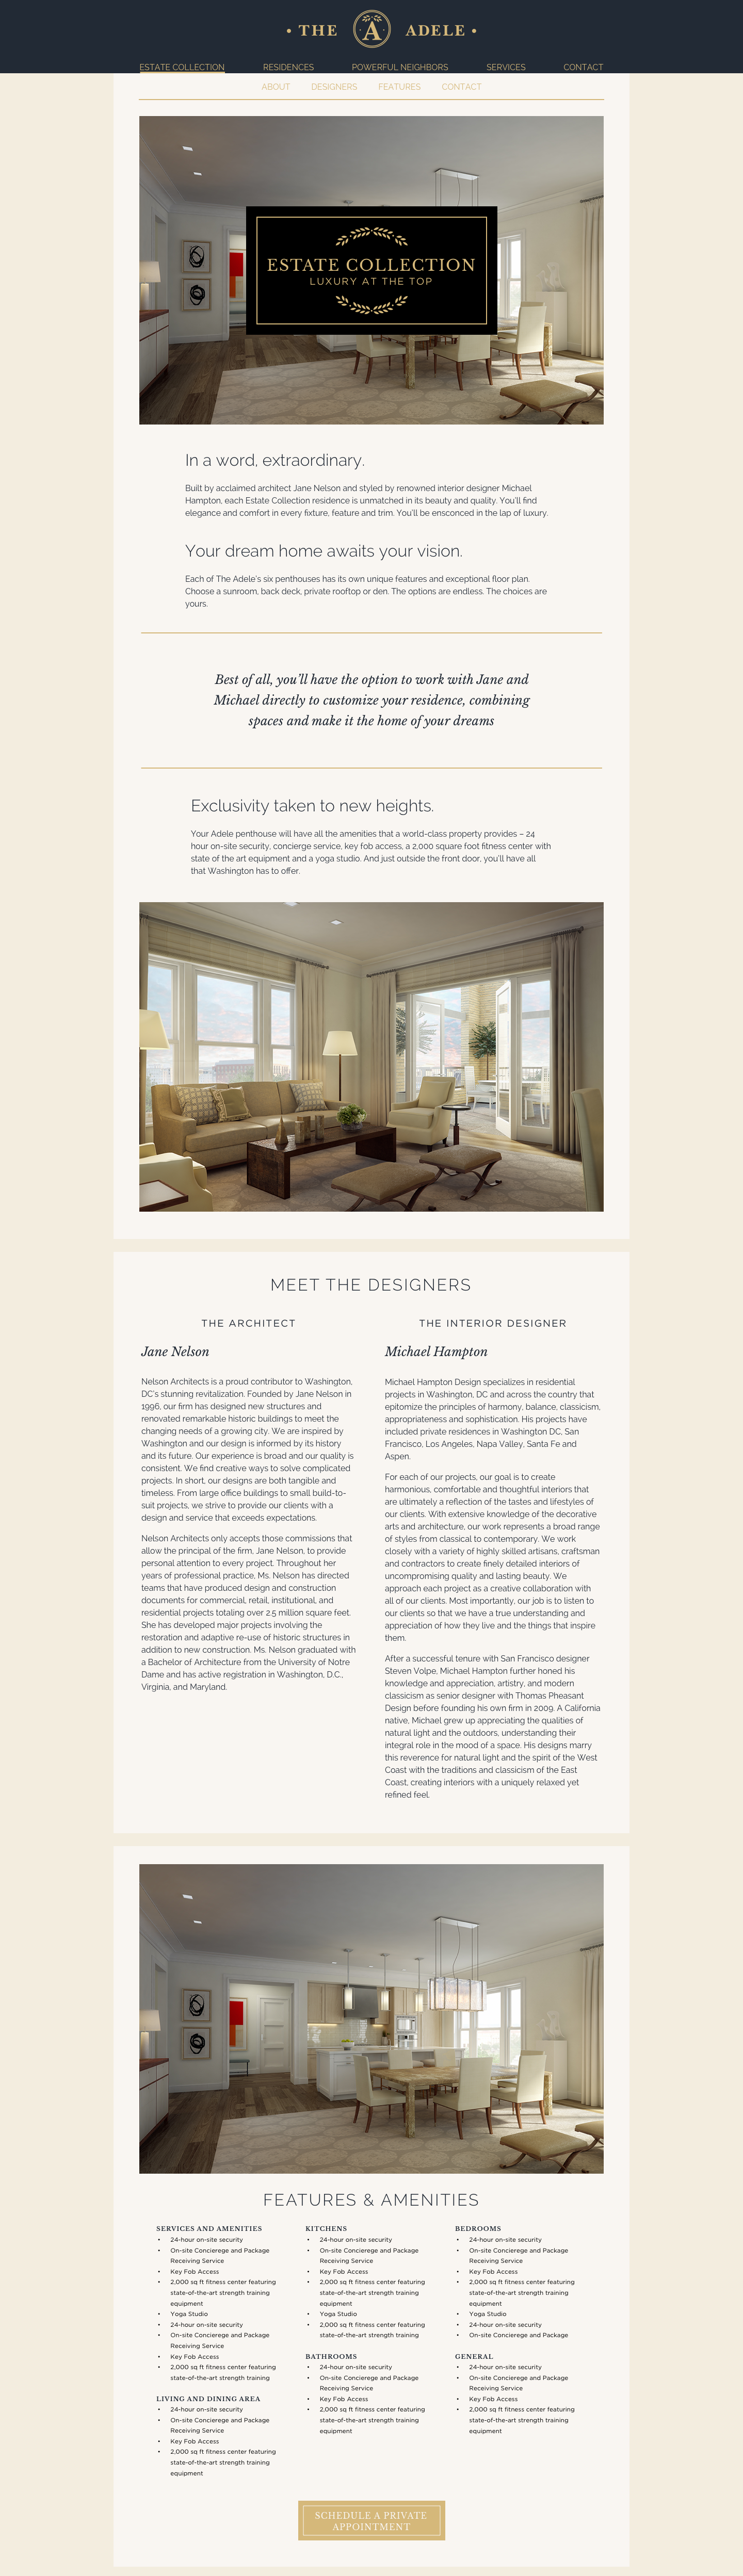 • THE A ADELE •
ESTATE COLLECTION RESIDENCES POWERFUL NEIGHBORS SERVICES CONTACT
ABOUT DESIGNERS FEATURES CONTACT
ESTATE COLLECTION
LUXURY AT THE TOP
In a word, extraordinary.
Built by acclaimed architect Jane Nelson and styled by renowned interior designer Michael
Hampton, each Estate Collection residence is unmatched in its beauty and quality. You'll find
elegance and comfort in every fixture, feature and trim. You'll be ensconced in the lap of luxury.
Your dream home awaits your vision.
Each of The Adele's six penthouses has its own unique features and exceptional floor plan.
Choose a sunroom, back deck, private rooftop or den. The options are endless. The choices are
yours.
Best of all, you'll have the option to work with Jane and
Michael directly to customize your residence, combining
spaces and make it the home of your dreams
Exclusivity taken to new heights.
Your Adele penthouse will have all the amenities that a world-class property provides – 24
hour on-site security, concierge service, key fob access, a 2,000 square foot fitness center with
state of the art equipment and a yoga studio. And just outside the front door, you'll have all
that Washington has to offer.
MEET THE DESIGNERS
THE ARCHITECT
Jane Nelson
Nelson Architects is a proud contributor to Washington,
DC's stunning revitalization. Founded by Jane Nelson in
1996, our firm has designed new structures and
renovated remarkable historic buildings to meet the
changing needs of a growing city. We are inspired by
Washington and our design is informed by its history
and its future. Our experience is broad and our quality is
consistent. We find creative ways to solve complicated
projects. In short, our designs are both tangible and
timeless. From large office buildings to small build-to-
suit projects, we strive to provide our clients with a
design and service that exceeds expectations.
Nelson Architects only accepts those commissions that
allow the principal of the firm, Jane Nelson, to provide
personal attention to every project. Throughout her
years of professional practice, Ms. Nelson has directed
teams that have produced design and construction
documents for commercial, retail, institutional, and
residential projects totaling over 2.5 million square feet.
She has developed major projects involving the
restoration and adaptive re-use of historic structures in
addition to new construction. Ms. Nelson graduated with
a Bachelor of Architecture from the University of Notre
Dame and has active registration in Washington, D.C.,
Virginia, and Maryland.
THE INTERIOR DESIGNER
Michael Hampton
Michael Hampton Design specializes in residential
projects in Washington, DC and across the country that
epitomize the principles of harmony, balance, classicism,
appropriateness and sophistication. His projects have
included private residences in Washington DC, San
Francisco, Los Angeles, Napa Valley, Santa Fe and
Aspen.
For each of our projects, our goal is to create
harmonious, comfortable and thoughtful interiors that
are ultimately a reflection of the tastes and lifestyles of
our clients. With extensive knowledge of the decorative
arts and architecture, our work represents a broad range
of styles from classical to contemporary. We work
closely with a variety of highly skilled artisans, craftsman
and contractors to create finely detailed interiors of
uncompromising quality and lasting beauty. We
approach each project as a creative collaboration with
all of our clients. Most importantly, our job is to listen to
our clients so that we have a true understanding and
appreciation of how they live and the things that inspire
them.
After a successful tenure with San Francisco designer
Steven Volpe, Michael Hampton further honed his
knowledge and appreciation, artistry, and modern
classicism as senior designer with Thomas Pheasant
Design before founding his own firm in 2009. A California
native, Michael grew up appreciating the qualities of
natural light and the outdoors, understanding their
integral role in the mood of a space. His designs marry
this reverence for natural light and the spirit of the West
Coast with the traditions and classicism of the East
Coast, creating interiors with a uniquely relaxed yet
refined feel.
FEATURES & AMENITIES
SERVICES AND AMENITIES
• 24-hour on-site security
• On-site Concierege and Package
Receiving Service
• Key Fob Access
• 2,000 sq ft fitness center featuring
state-of-the-art strength training
equipment
• Yoga Studio
• 24-hour on-site security
• On-site Concierege and Package
Receiving Service
• Key Fob Access
• 2,000 sq ft fitness center featuring
state-of-the-art strength training
LIVING AND DINING AREA
• 24-hour on-site security
• On-site Concierege and Package
Receiving Service
• Key Fob Access
• 2,000 sq ft fitness center featuring
state-of-the-art strength training
equipment
KITCHENS
• 24-hour on-site security
• On-site Concierege and Package
Receiving Service
• Key Fob Access
• 2,000 sq ft fitness center featuring
state-of-the-art strength training
equipment
• Yoga Studio
• 2,000 sq ft fitness center featuring
state-of-the-art strength training
BATHROOMS
• 24-hour on-site security
• On-site Concierege and Package
Receiving Service
• Key Fob Access
• 2,000 sq ft fitness center featuring
state-of-the-art strength training
equipment
BEDROOMS
• 24-hour on-site security
• On-site Concierege and Package
Receiving Service
• Key Fob Access
• 2,000 sq ft fitness center featuring
state-of-the-art strength training
equipment
• Yoga Studio
• 24-hour on-site security
• On-site Concierege and Package
GENERAL
• 24-hour on-site security
• On-site Concierege and Package
Receiving Service
• Key Fob Access
• 2,000 sq ft fitness center featuring
state-of-the-art strength training
equipment
SCHEDULE A PRIVATE
APPOINTMENT